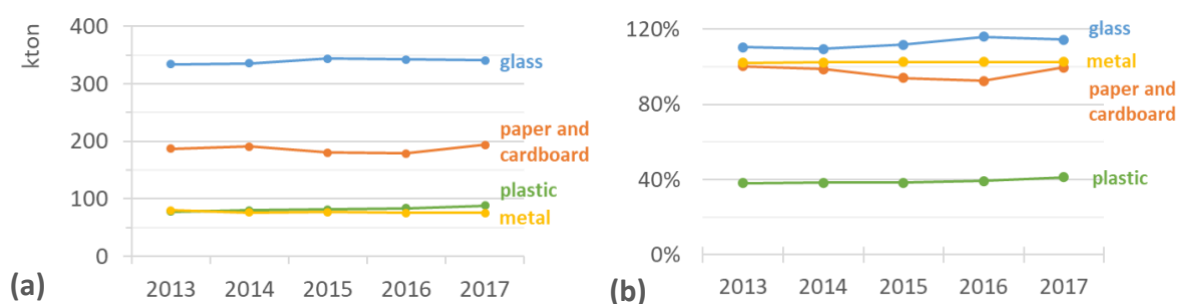 400
kton
300
200
100
0
glass
paper and
cardboard
plastic
metal
(a)
2013 2014 2015 2016 2017
120%
80%
40%
0%
glass
metal
paper and
cardboard
plastic
(b)
2013 2014 2015 2016 2017